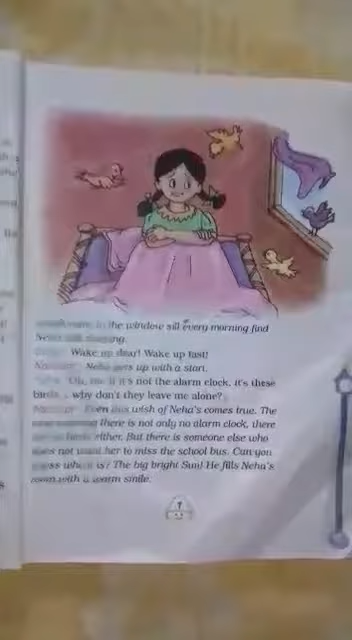 the window sill every morning find
Neha still sleeping.
Wake up dear! Wake up fast!
Neha gets up with a start.
Oh, no! if it's not the alarm clock, it's these
birds, why don't they leave me alone?
Even this wish of Neha's comes true. The
there is not only no alarm clock, there
either. But there is someone else who
does not want her to miss the school bus. Can you
guess who is? The big bright Sun! He fills Neha's
room with a warm smile.